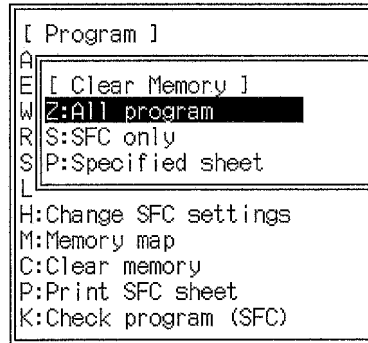 [ Program ]
A
E [ Clear Memory ]
W Z:All program
R S:SFC only
S P:Specified sheet
L
H:Change SFC settings
M:Memory map
C:Clear memory
P:Print SFC sheet
K:Check program (SFC)